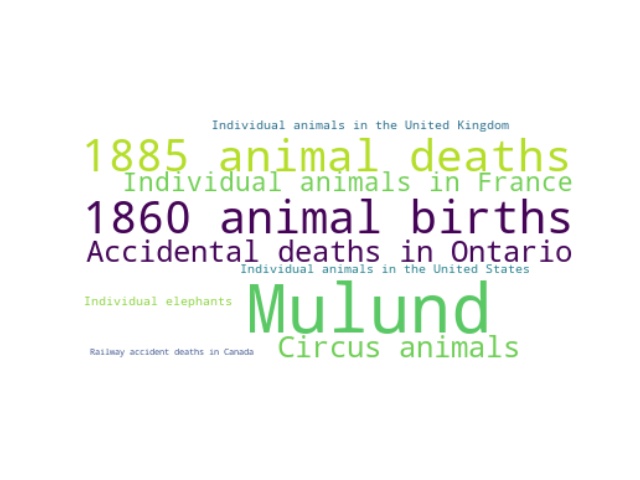 Individual animals in the United Kingdom
1885 animal deaths
Individual animals in France
1860 animal births
Accidental deaths in Ontario
Individual animals in the United States
Individual elephants
Mulund
Circus animals
Railway accident deaths in Canada